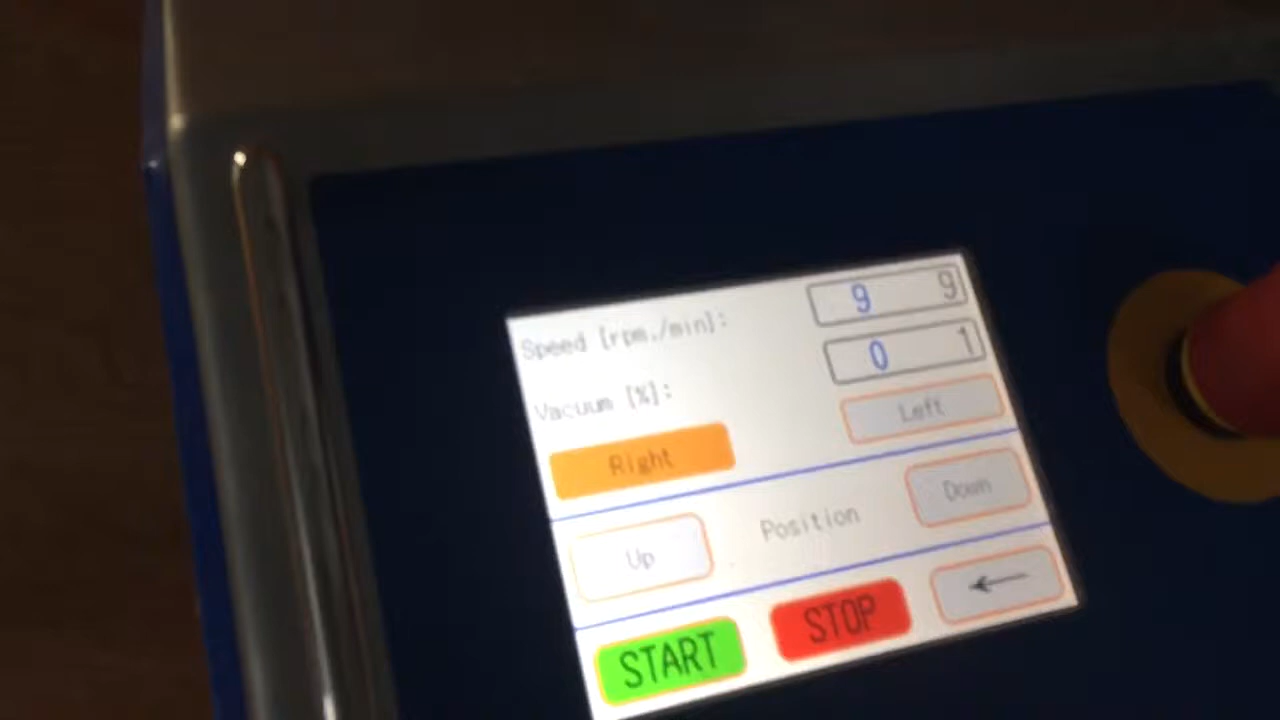 Speed [rpm./min]: 9 9
Vacuum [%]: 0 1
Right Left
Up Position Down
START STOP ←